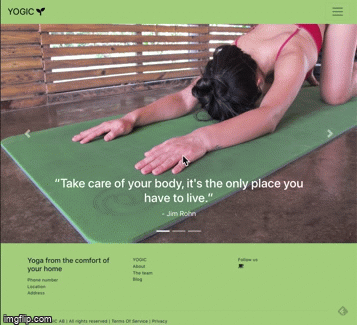 YOGIC
“Take care of your body, it's the only place you
have to live.“
- Jim Rohn
Yoga from the comfort of
your home
Phone number
Location
Address
YOGIC
About
The team
Blog
Follow us
AB | All rights reserved | Terms Of Service | Privacy
imgflip.com